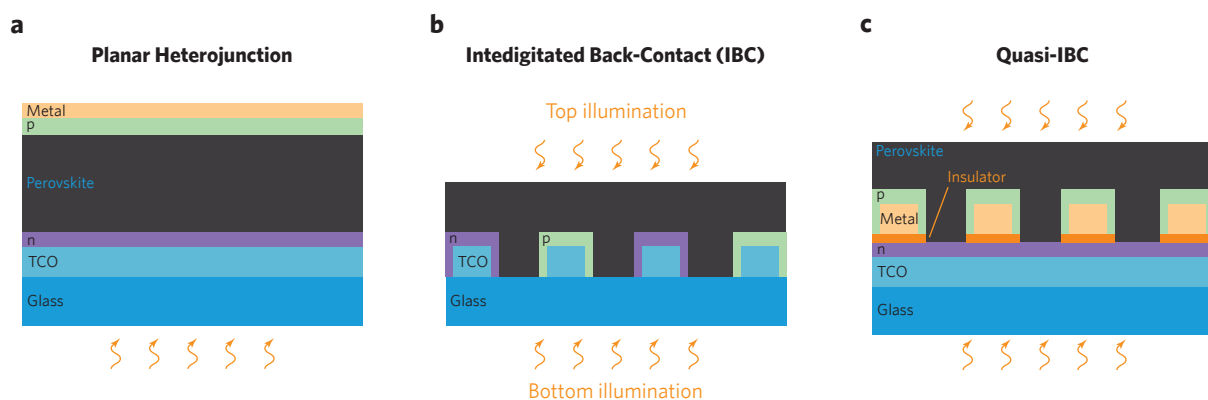 a
Planar Heterojunction
Metal
p
Perovskite
n
TCO
Glass
b
Intedigitated Back-Contact (IBC)
Top illumination
n
p
TCO
Glass
Bottom illumination
c
Quasi-IBC
Perovskite
Insulator
p
Metal
n
TCO
Glass